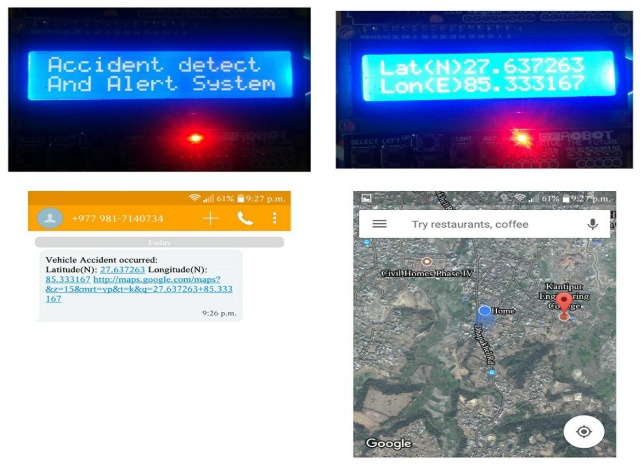 Accident detect
And Alert System
Lat(N)27.637263
Lon(E)85.333167
61% 9:27 p.m.
+977 981-7140734
Today
Vehicle Accident occurred:
Latitude(N): 27.637263 Longitude(N):
85.333167 http://maps.google.com/maps?
&z=15&mrt=yp&t=k&q=27.637263+85.333
167
9:26 p.m.
61% 9:27 p.m.
Try restaurants, coffee
Civil Homes Phase IV
Kantipur
Engineering
College
Home
Google